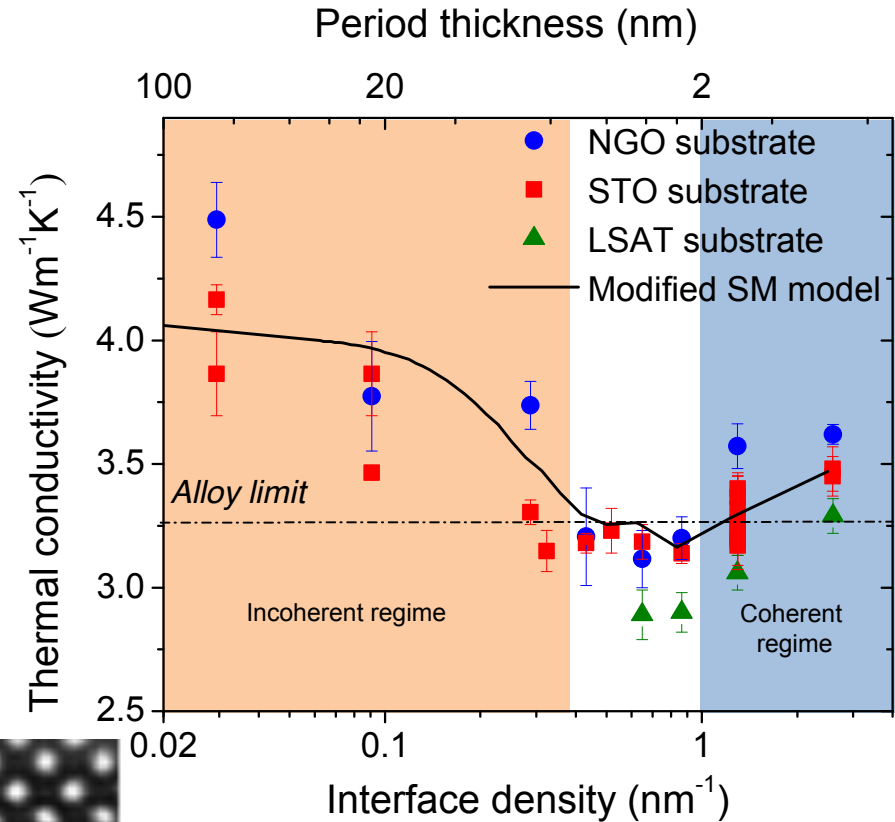 Period thickness (nm)
100 20 2
NGO substrate
STO substrate
LSAT substrate
Modified SM model
Thermal conductivity (Wm⁻¹K⁻¹)
4.5
4.0
3.5
3.0
2.5
Alloy limit
Incoherent regime
Coherent
regime
0.02 0.1 1
Interface density (nm⁻¹)